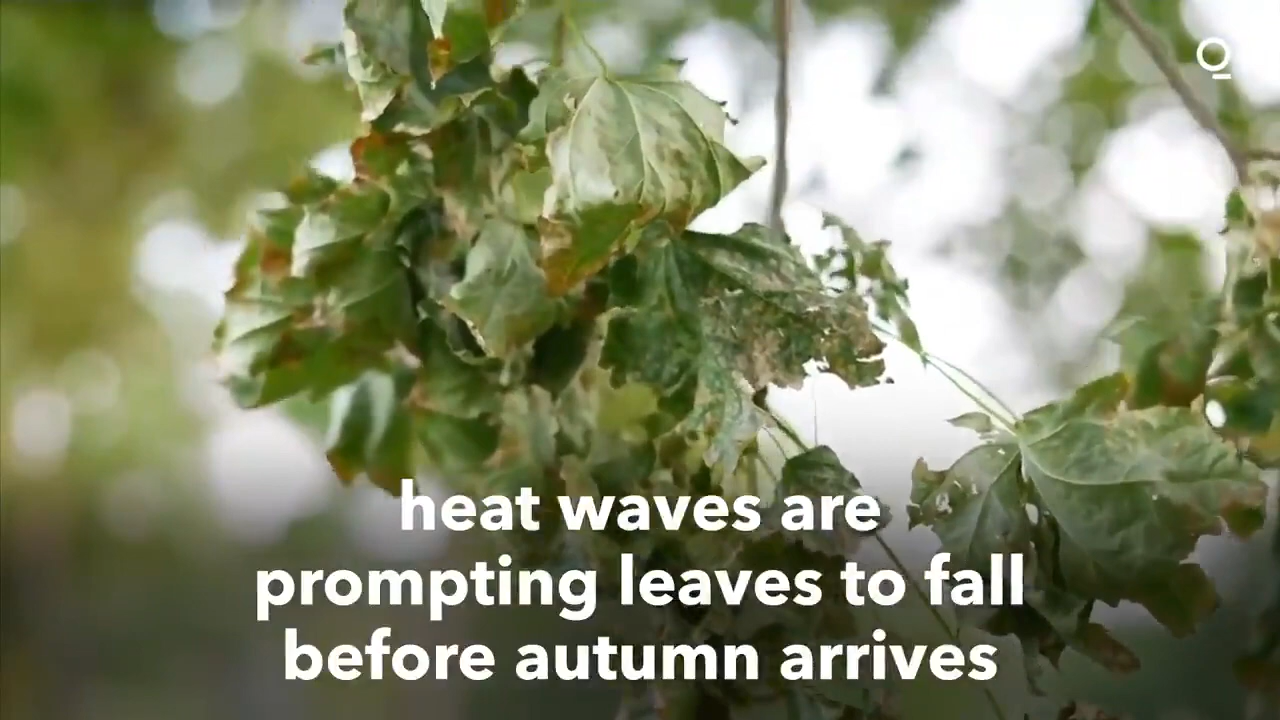 heat waves are
prompting leaves to fall
before autumn arrives